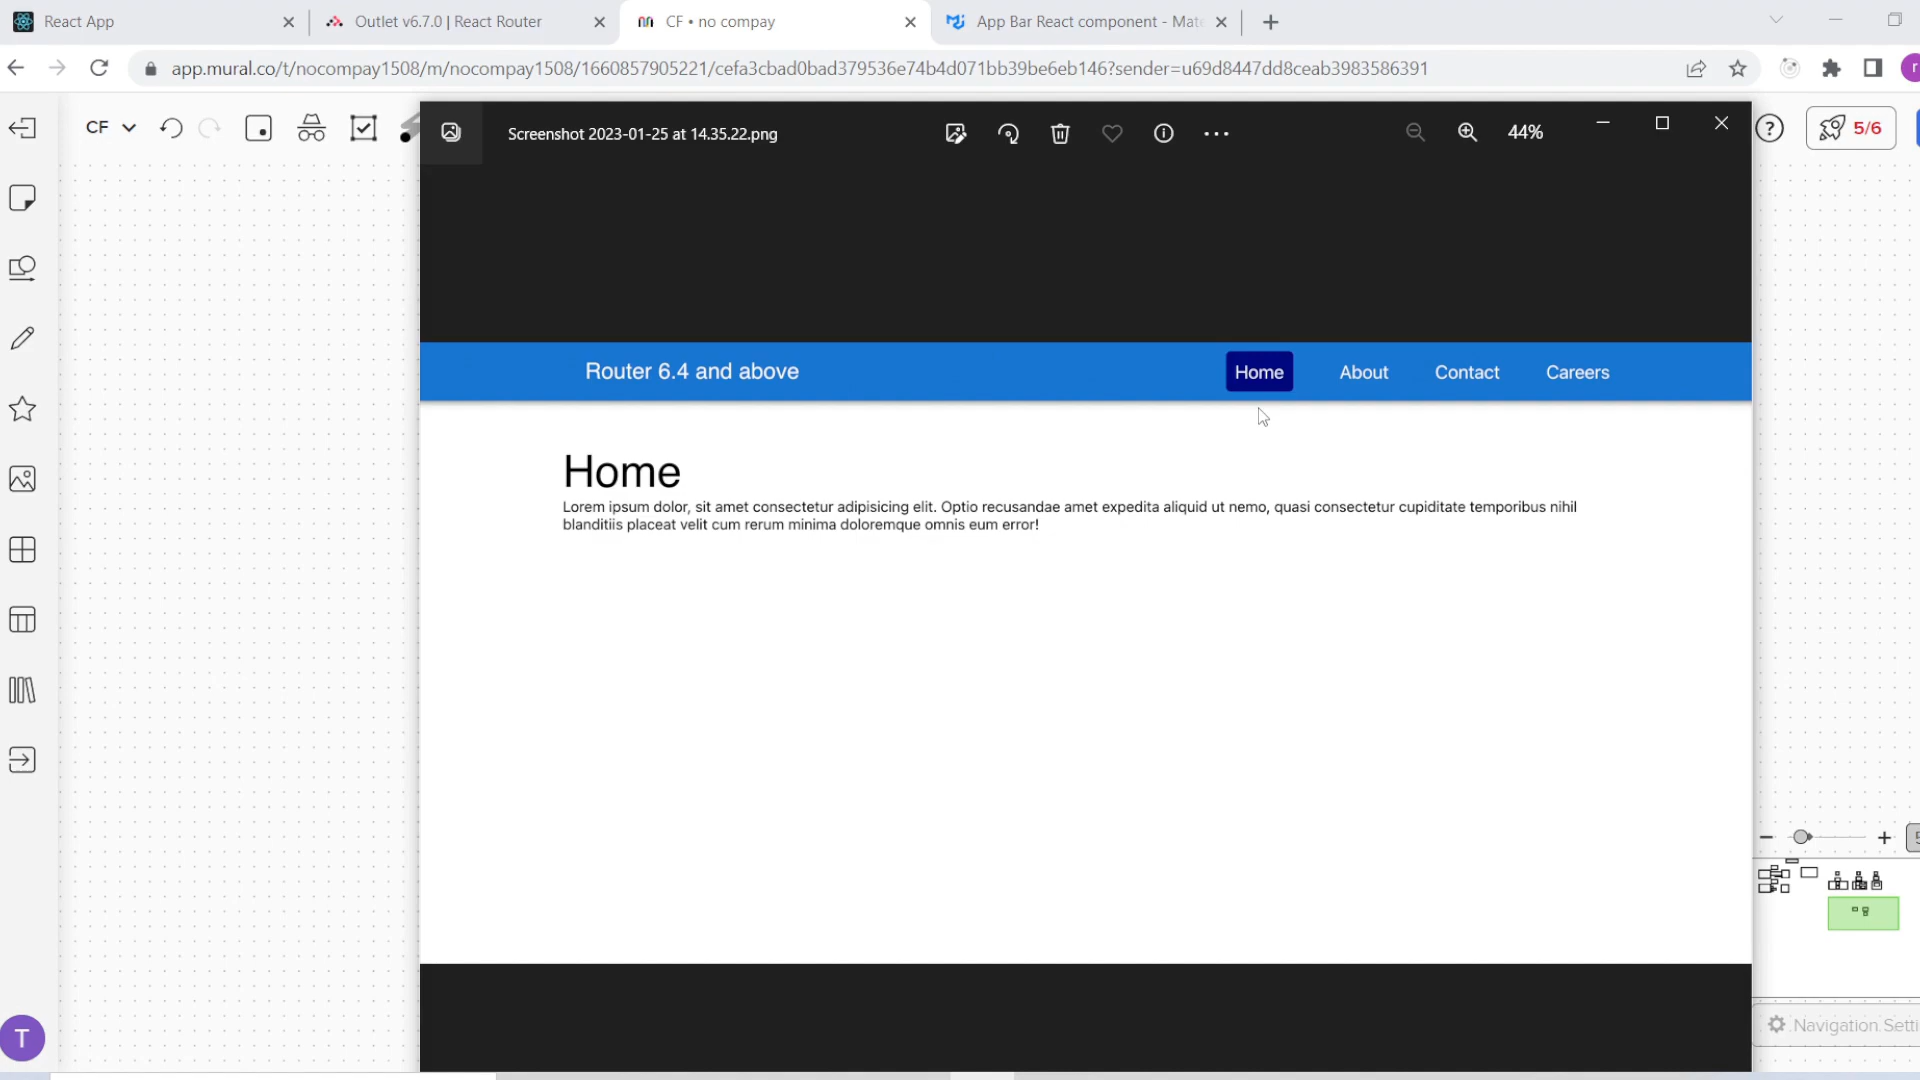 React App
Outlet v6.7.0 | React Router
CF • no compay
App Bar React component - Mate
app.mural.co/t/nocompay1508/m/nocompay1508/1660857905221/cefa3cbad0bad379536e74b4d071bb39be6eb146?sender=u69d8447dd8ceab3983586391
r
CF
Screenshot 2023-01-25 at 14.35.22.png
44%
?
5/6
Router 6.4 and above
Home
About
Contact
Careers
Home
Lorem ipsum dolor, sit amet consectetur adipisicing elit. Optio recusandae amet expedita aliquid ut nemo, quasi consectetur cupiditate temporibus nihil
blanditiis placeat velit cum rerum minima doloremque omnis eum error!
5
T
Navigation Setti